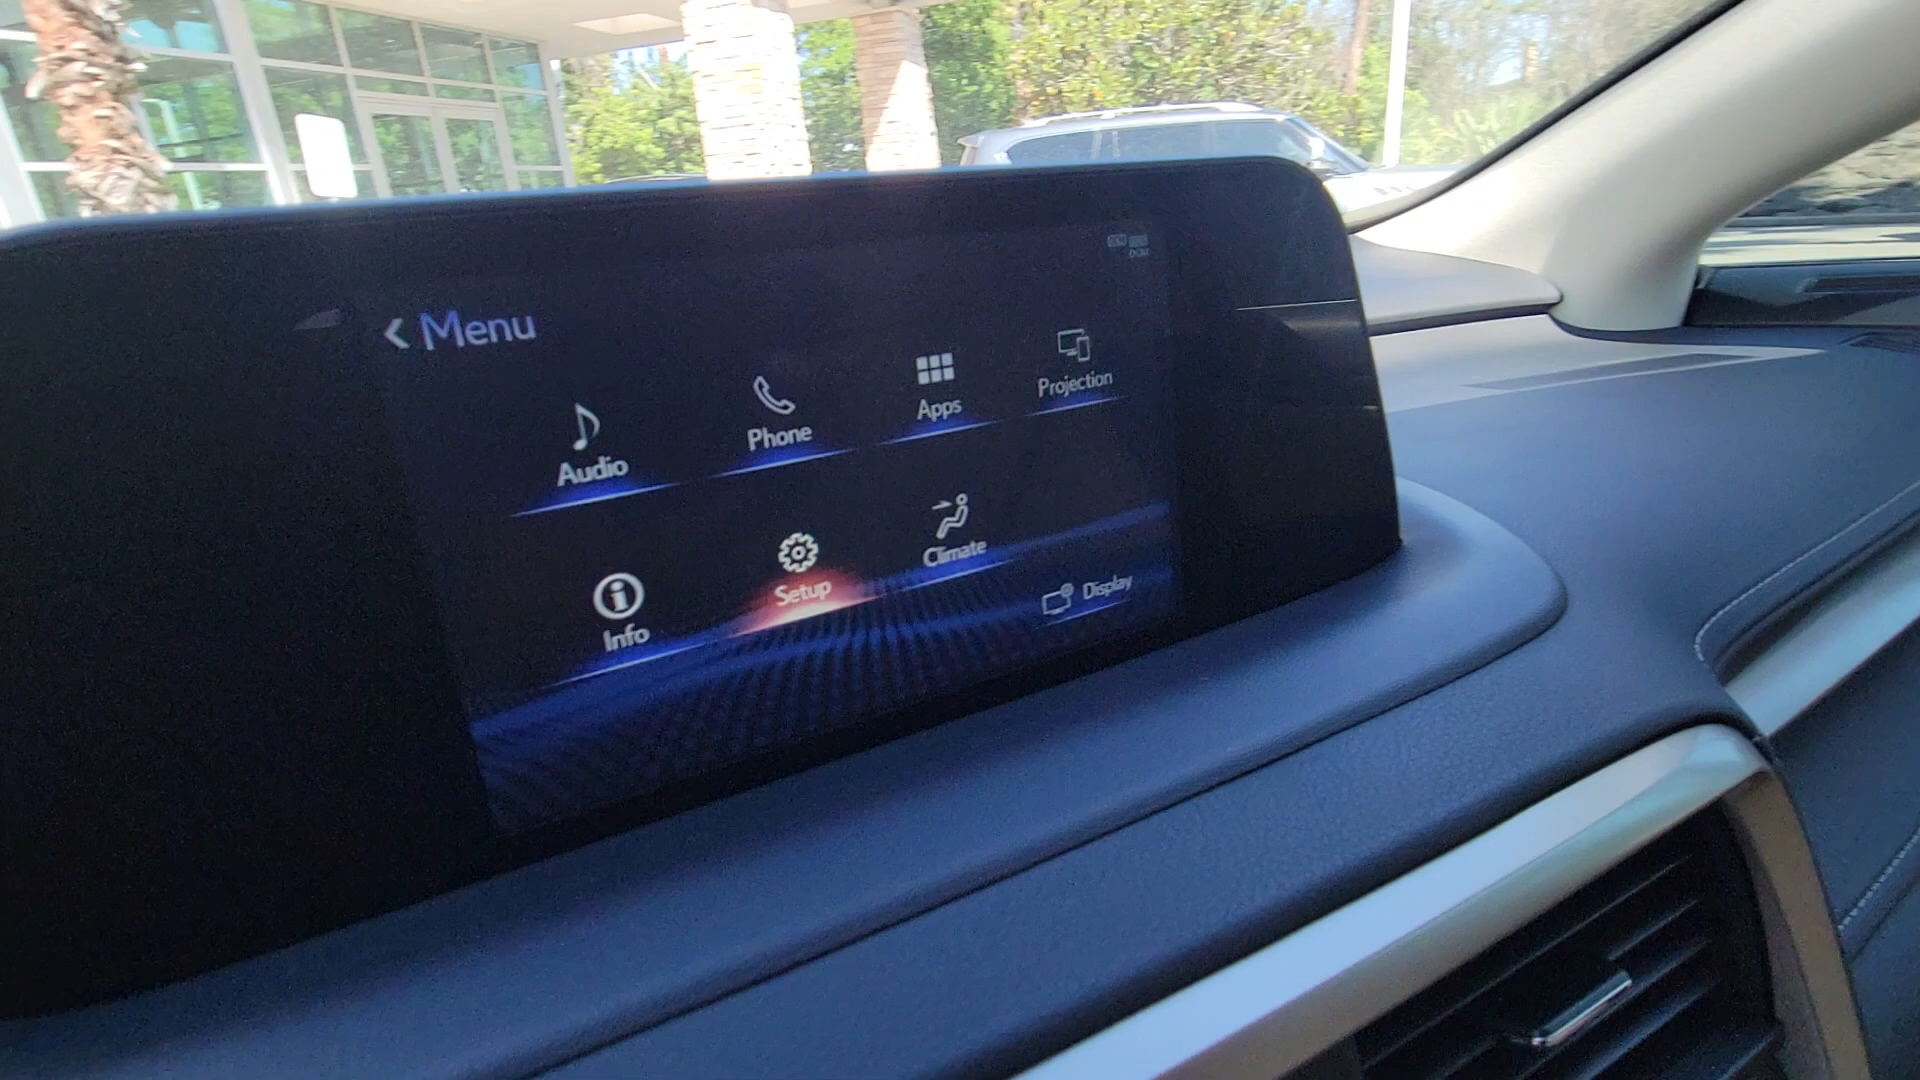 Menu
Audio
Phone
Apps
Projection
Info
Setup
Climate
Display